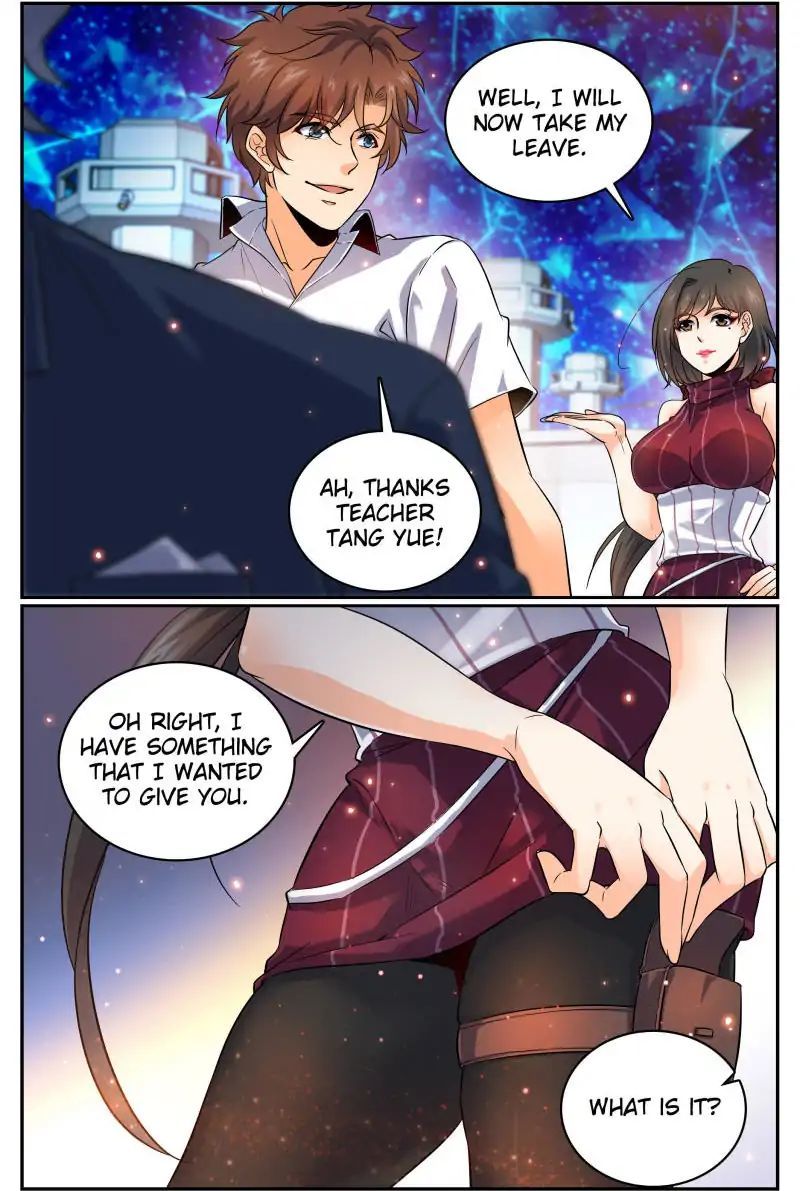 WELL, I WILL
NOW TAKE MY
LEAVE.
AH, THANKS
TEACHER
TANG YUE!
OH RIGHT, I
HAVE SOMETHING
THAT I WANTED
TO GIVE YOU.
WHAT IS IT?